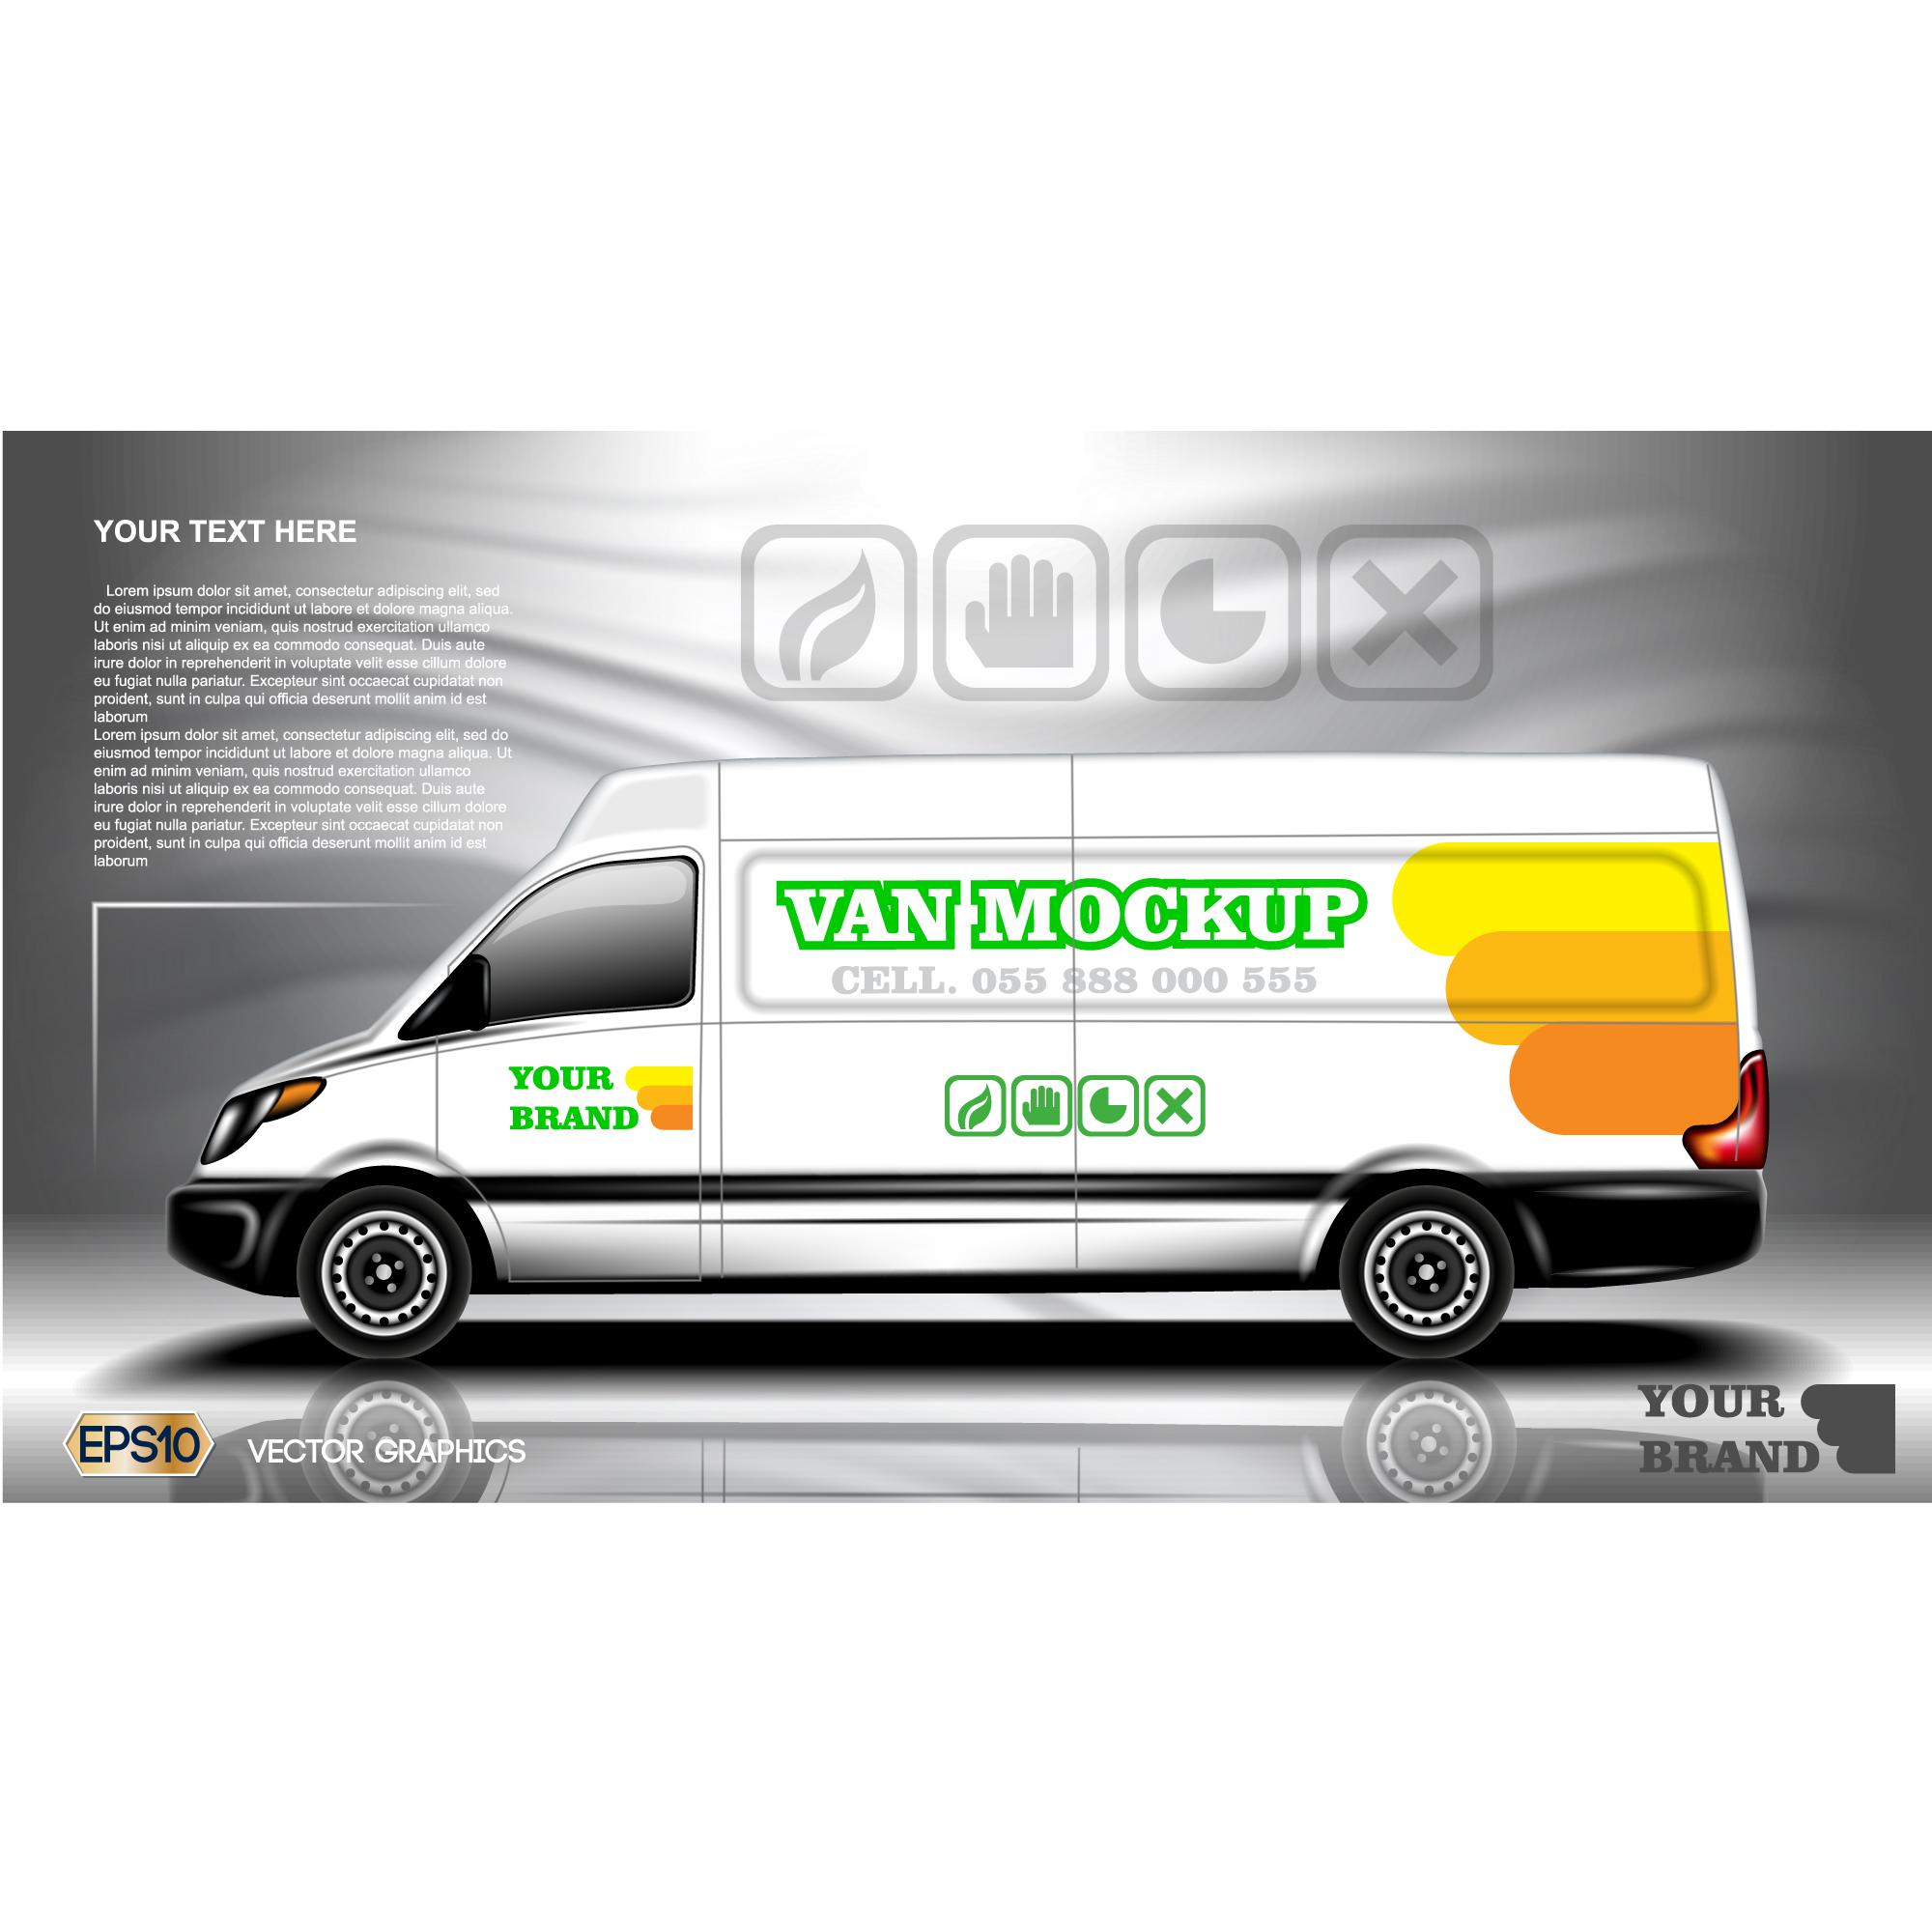 YOUR TEXT HERE
Lorem ipsum dolor sit amet, consectetur adipiscing elit, sed
do eiusmod tempor incididunt ut labore et dolore magna aliqua.
Ut enim ad minim veniam, quis nostrud exercitation ullamco
laboris nisi ut aliquip ex ea commodo consequat. Duis aute
irure dolor in reprehenderit in voluptate velit esse cillum dolore
eu fugiat nulla pariatur. Excepteur sint occaecat cupidatat non
proident, sunt in culpa qui officia deserunt mollit anim id est
laborum
Lorem ipsum dolor sit amet, consectetur adipiscing elit, sed do
eiusmod tempor incididunt ut labore et dolore magna aliqua. Ut
enim ad minim veniam, quis nostrud exercitation ullamco
laboris nisi ut aliquip ex ea commodo consequat. Duis aute
irure dolor in reprehenderit in voluptate velit esse cillum dolore
eu fugiat nulla pariatur. Excepteur sint occaecat cupidatat non
proident, sunt in culpa qui officia deserunt mollit anim id est
laborum
VAN MOCKUP
CELL. 055 888 000 555
YOUR
BRAND
EPS10
VECTOR GRAPHICS
YOUR
BRAND